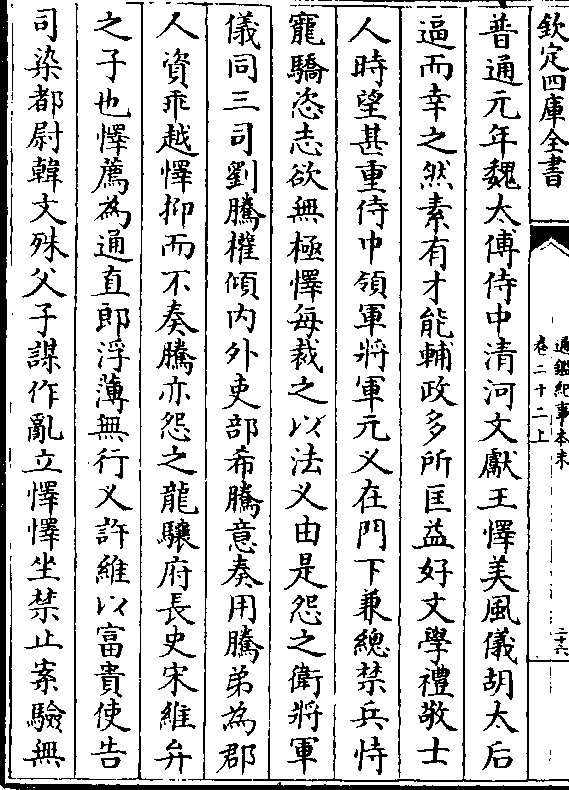 欽定四庫全書
通鑑紀事本末
卷二十二上
二十六
普通元年魏太傅侍中清河文獻王懌美風儀胡太后
逼而幸之然素有才能輔政多所匡益好文學禮敬士
人時望甚重侍中領軍將軍元义在門下兼總禁兵恃
寵驕恣志欲無極懌每裁之以法义由是怨之衛將軍
儀同三司劉騰權傾内外吏部希騰意奏用騰弟為郡
人資乖越懌抑而不奏騰亦怨之龍驤府長史宋維弁
之子也懌薦為通直郎浮薄無行义許維以富貴使告
司染都尉韓文殊父子謀作亂立懌懌坐禁止案驗無